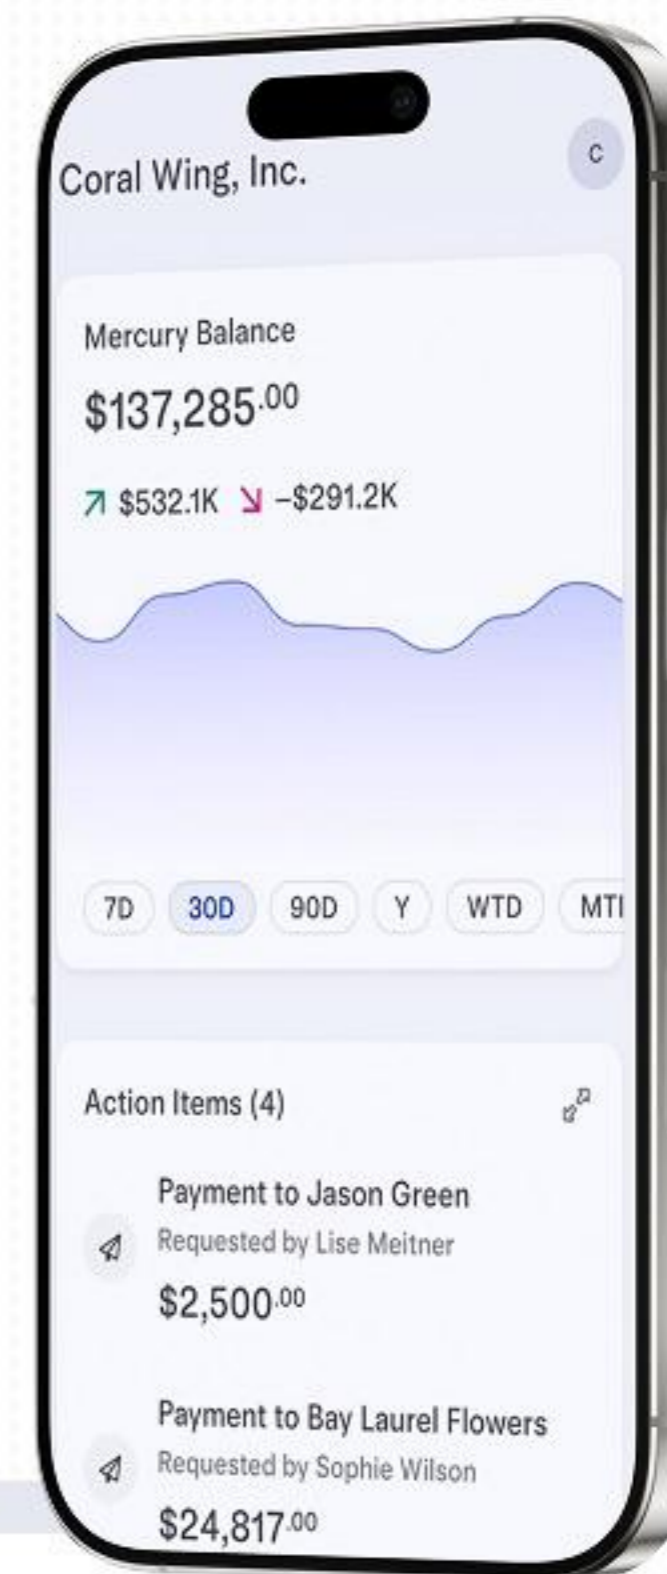 Coral Wing, Inc.
C
Mercury Balance
$137,285.00
$532.1K –$291.2K
7D 30D 90D Y WTD
Action Items (4)
Payment to Jason Green
Requested by Lise Meitner
$2,500.00
Payment to Bay Laurel Flowers
Requested by Sophie Wilson
$24,817.00